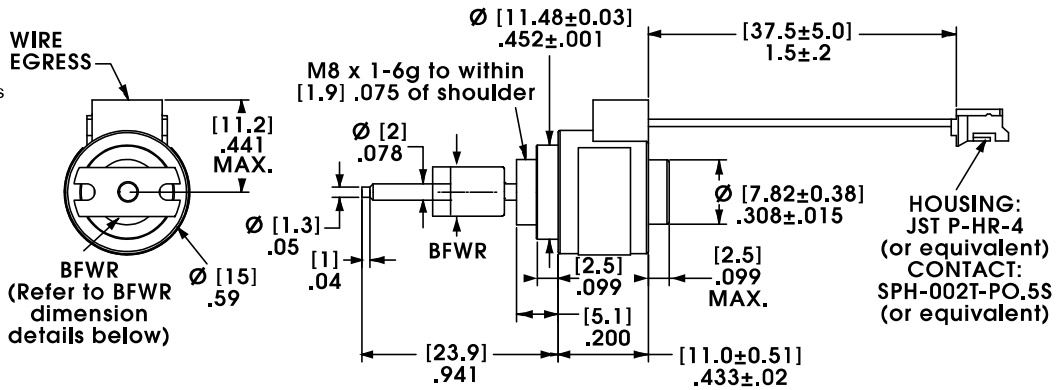 WIRE
EGRESS
s
[11.2]
.441
MAX.
BFWR
(Refer to BFWR
dimension
details below)
Ø [15]
.59
Ø [11.48±0.03]
.452±.001
M8 x 1-6g to within
[1.9] .075 of shoulder
Ø [2]
.078
Ø [1.3]
.05
[1]
.04
BFWR
[2.5]
.099
[5.1]
.200
[23.9]
.941
[11.0±0.51]
.433±.02
[2.5]
.099
MAX.
Ø [7.82±0.38]
.308±.015
[37.5±5.0]
1.5±.2
HOUSING:
JST P-HR-4
(or equivalent)
CONTACT:
SPH-002T-PO.5S
(or equivalent)